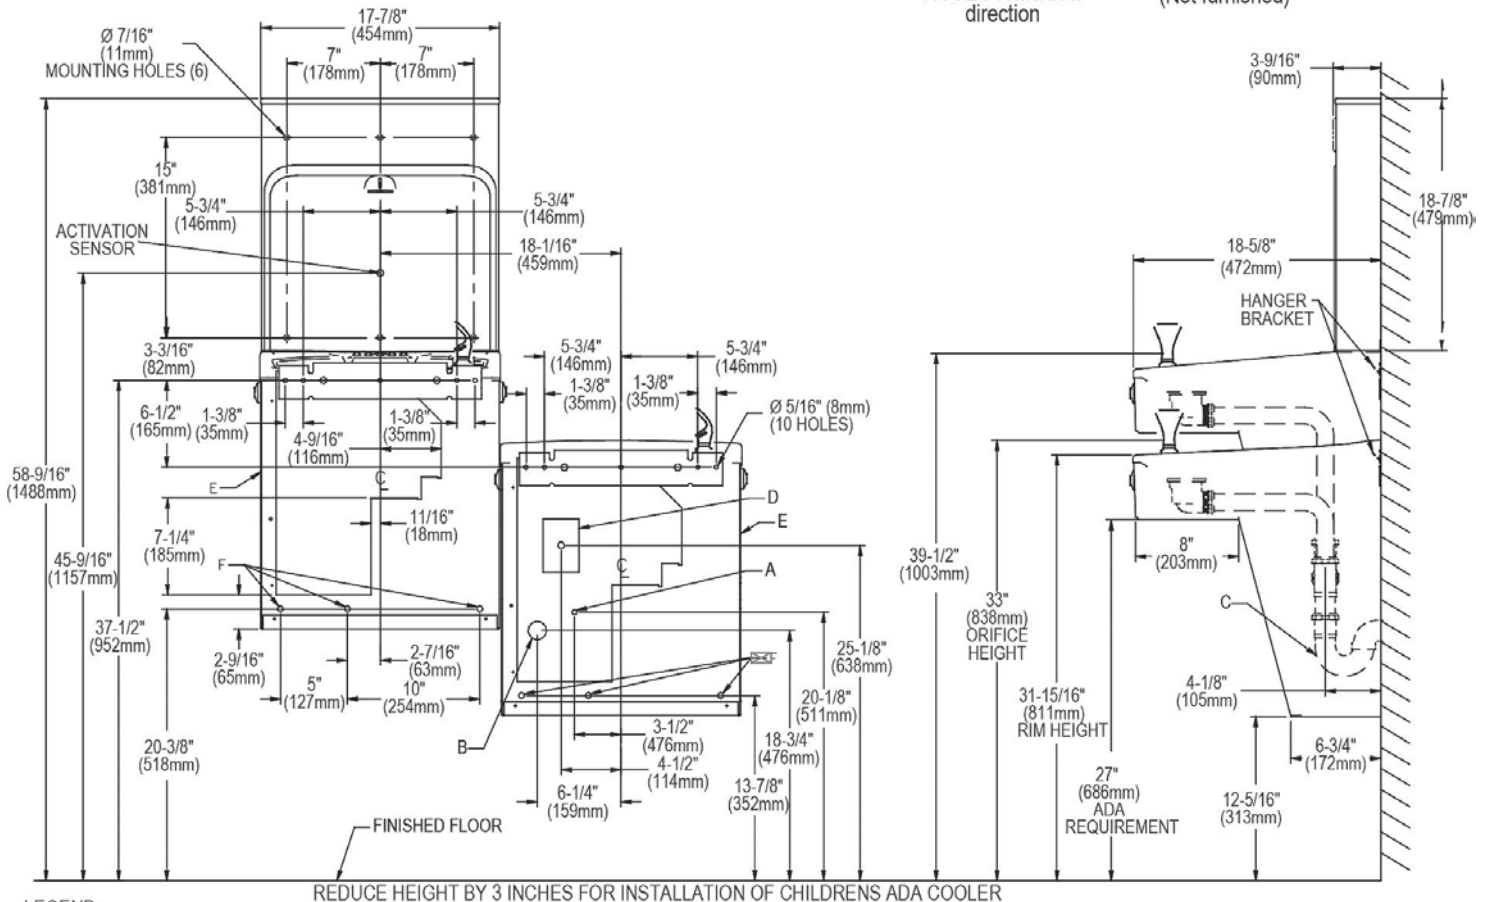 direction
17-7/8"
(454mm)
Ø 7/16"
(11mm)
MOUNTING HOLES (6)
7"
(178mm)
7"
(178mm)
3-9/16"
(90mm)
15"
(381mm)
5-3/4"
(146mm)
5-3/4"
(146mm)
18-7/8"
(479mm)
ACTIVATION
SENSOR
18-1/16"
(459mm)
18-5/8"
(472mm)
HANGER
BRACKET
3-3/16"
(82mm)
5-3/4"
(146mm)
5-3/4"
(146mm)
6-1/2"
(165mm)
1-3/8"
(35mm)
1-3/8"
(35mm)
1-3/8"
(35mm)
1-3/8"
(35mm)
Ø 5/16" (8mm)
(10 HOLES)
4-9/16"
(116mm)
58-9/16"
(1488mm)
E
C
D
E
11/16"
(18mm)
7-1/4"
(185mm)
45-9/16"
(1157mm)
F
C
A
39-1/2"
(1003mm)
8"
(203mm)
33"
(838mm)
ORIFICE
HEIGHT
C
37-1/2"
(952mm)
2-9/16"
(65mm)
2-7/16"
(63mm)
25-1/8"
(638mm)
5"
(127mm)
10"
(254mm)
20-1/8"
(511mm)
31-15/16"
(811mm)
RIM HEIGHT
4-1/8"
(105mm)
B
3-1/2"
(476mm)
18-3/4"
(476mm)
20-3/8"
(518mm)
4-1/2"
(114mm)
6-3/4"
(172mm)
6-1/4"
(159mm)
13-7/8"
(352mm)
27"
(686mm)
ADA
REQUIREMENT
12-5/16"
(313mm)
FINISHED FLOOR
REDUCE HEIGHT BY 3 INCHES FOR INSTALLATION OF CHILDRENS ADA COOLER